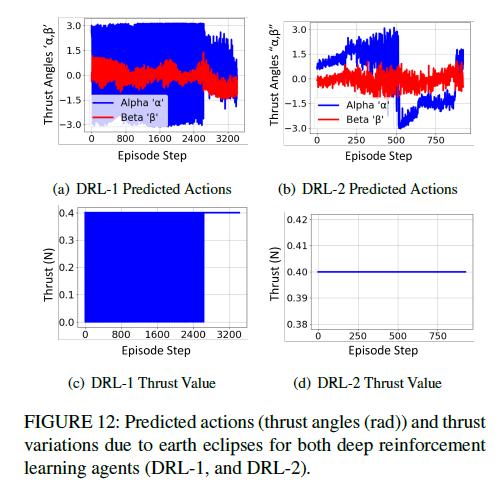 3.0
1.5
0.0
−1.5
−3.0
Thrust Angles 'α,β'
Alpha 'α'
Beta 'β'
0 800 1600 2400 3200
Episode Step
(a) DRL-1 Predicted Actions
3.0
1.5
0.0
−1.5
−3.0
Thrust Angles “α,β”
Alpha 'α'
Beta 'β'
0 250 500 750
Episode Step
(b) DRL-2 Predicted Actions
0.4
0.3
0.2
0.1
0.0
Thrust (N)
0 800 1600 2400 3200
Episode Step
(c) DRL-1 Thrust Value
0.42
0.41
0.40
0.39
0.38
Thrust (N)
0 250 500 750
Episode Step
(d) DRL-2 Thrust Value
FIGURE 12: Predicted actions (thrust angles (rad)) and thrust
variations due to earth eclipses for both deep reinforcement
learning agents (DRL-1, and DRL-2).